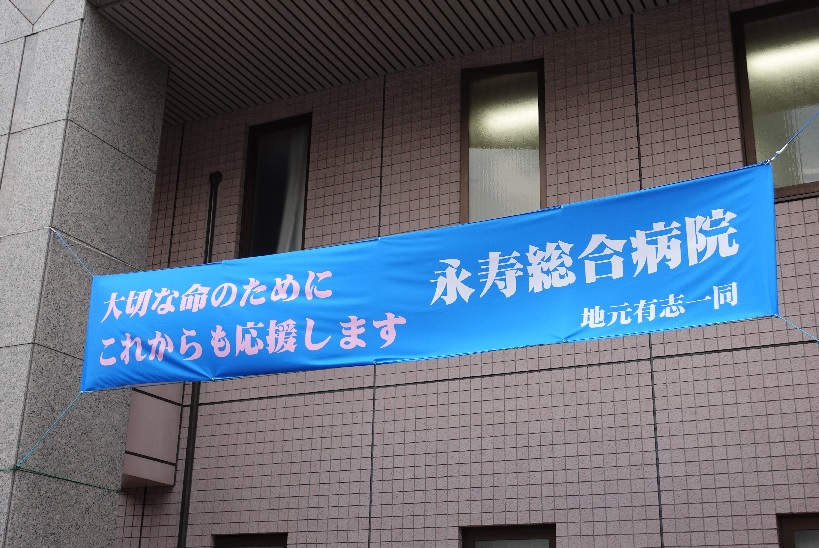 大切な命のために
これからも応援します
永寿総合病院
地元有志一同